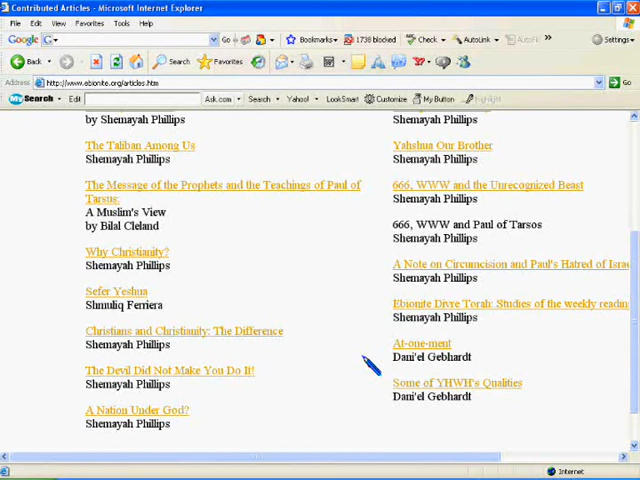 Contributed Articles - Microsoft Internet Explorer
File Edit View Favorites Tools Help
Google Bookmarks 1738 blocked Check AutoLink AutoFill Settings
Back Search Favorites
Address http://www.ebionite.org/articles.htm Go
My Search Edit Ask.com Search Yahoo! LookSmart Customize My Button Highlight
by Shemayah Phillips
The Taliban Among Us
Shemayah Phillips
The Message of the Prophets and the Teachings of Paul of
Tarsus:
A Muslim's View
by Bilal Cleland
Why Christianity?
Shemayah Phillips
Sefer Yeshua
Shmuliq Ferriera
Christians and Christianity: The Difference
Shemayah Phillips
The Devil Did Not Make You Do It!
Shemayah Phillips
A Nation Under God?
Shemayah Phillips
Shemayah Phillips
Yahshua Our Brother
Shemayah Phillips
666, WWW and the Unrecognized Beast
Shemayah Phillips
666, WWW and Paul of Tarsos
Shemayah Phillips
A Note on Circumcision and Paul's Hatred of
Shemayah Phillips
Ebionite Divre Torah: Studies of the weekly
Shemayah Phillips
At-one-ment
Dani'el Gebhardt
Some of YHWH's Qualities
Dani'el Gebhardt
Internet